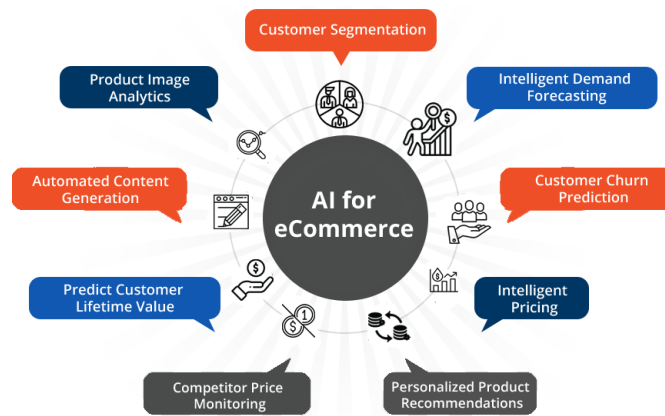 Customer Segmentation
Product Image
Analytics
Intelligent Demand
Forecasting
Automated Content
Generation
AI for
eCommerce
Customer Churn
Prediction
Predict Customer
Lifetime Value
Intelligent
Pricing
Competitor Price
Monitoring
Personalized Product
Recommendations
$
$
$
1